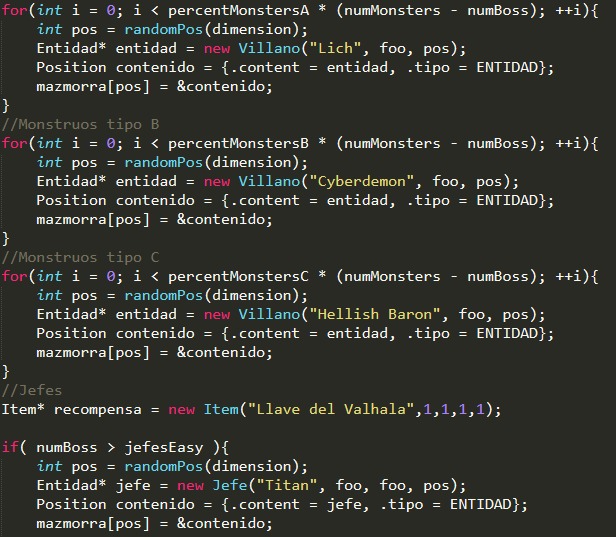 for(int i = 0; i < percentMonstersA * (numMonsters - numBoss); ++i){
    int pos = randomPos(dimension);
    Entidad* entidad = new Villano("Lich", foo, pos);
    Position contenido = {.content = entidad, .tipo = ENTIDAD};
    mazmorra[pos] = &contenido;
}
//Monstruos tipo B
for(int i = 0; i < percentMonstersB * (numMonsters - numBoss); ++i){
    int pos = randomPos(dimension);
    Entidad* entidad = new Villano("Cyberdemon", foo, pos);
    Position contenido = {.content = entidad, .tipo = ENTIDAD};
    mazmorra[pos] = &contenido;
}
//Monstruos tipo C
for(int i = 0; i < percentMonstersC * (numMonsters - numBoss); ++i){
    int pos = randomPos(dimension);
    Entidad* entidad = new Villano("Hellish Baron", foo, pos);
    Position contenido = {.content = entidad, .tipo = ENTIDAD};
    mazmorra[pos] = &contenido;
}
//Jefes
Item* recompensa = new Item("Llave del Valhala",1,1,1,1);

if( numBoss > jefesEasy ){
    int pos = randomPos(dimension);
    Entidad* jefe = new Jefe("Titan", foo, foo, pos);
    Position contenido = {.content = jefe, .tipo = ENTIDAD};
    mazmorra[pos] = &contenido;